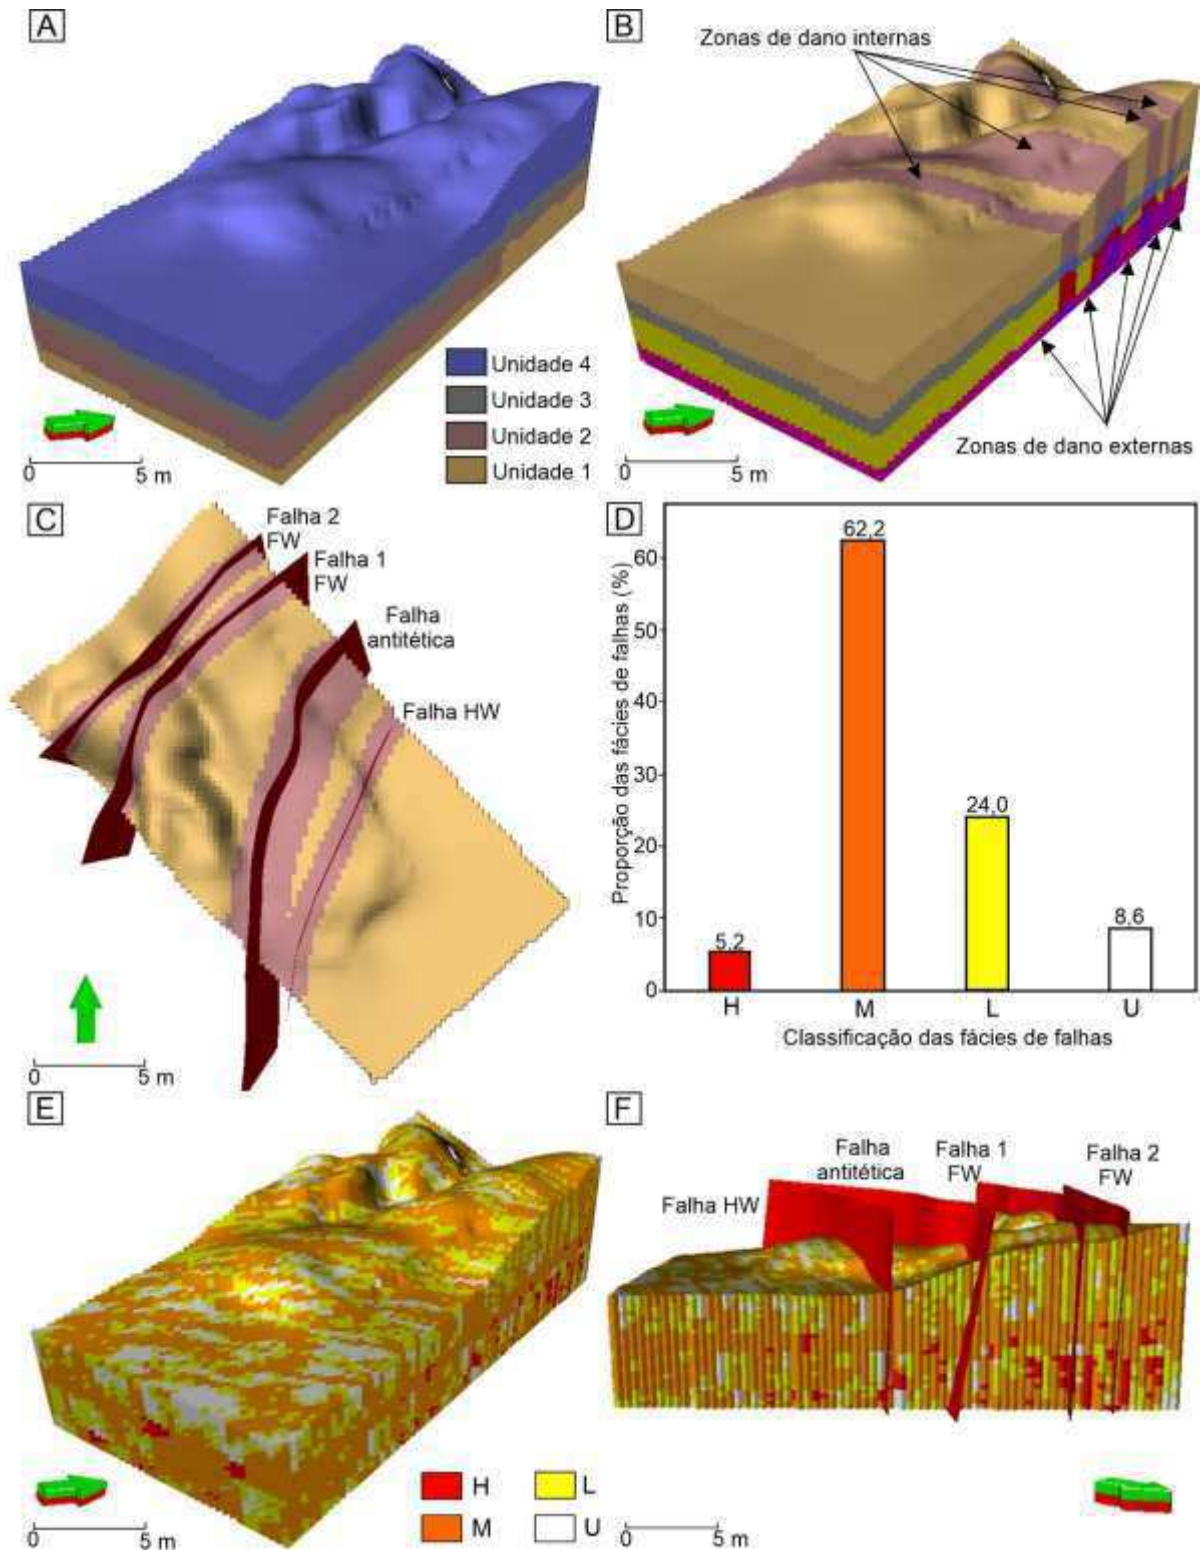 A
Unidade 4
Unidade 3
Unidade 2
Unidade 1
0 5 m
B
Zonas de dano internas
Zonas de dano externas
0 5 m
C
Falha 2
FW
Falha 1
FW
Falha
antitética
Falha HW
0 5 m
D
Proporção das fácies de falhas (%)
60
50
40
30
20
10
0
5,2
62,2
24,0
8,6
H M L U
Classificação das fácies de falhas
E
H L
M U
0 5 m
F
Falha HW
Falha
antitética
Falha 1
FW
Falha 2
FW
0 5 m